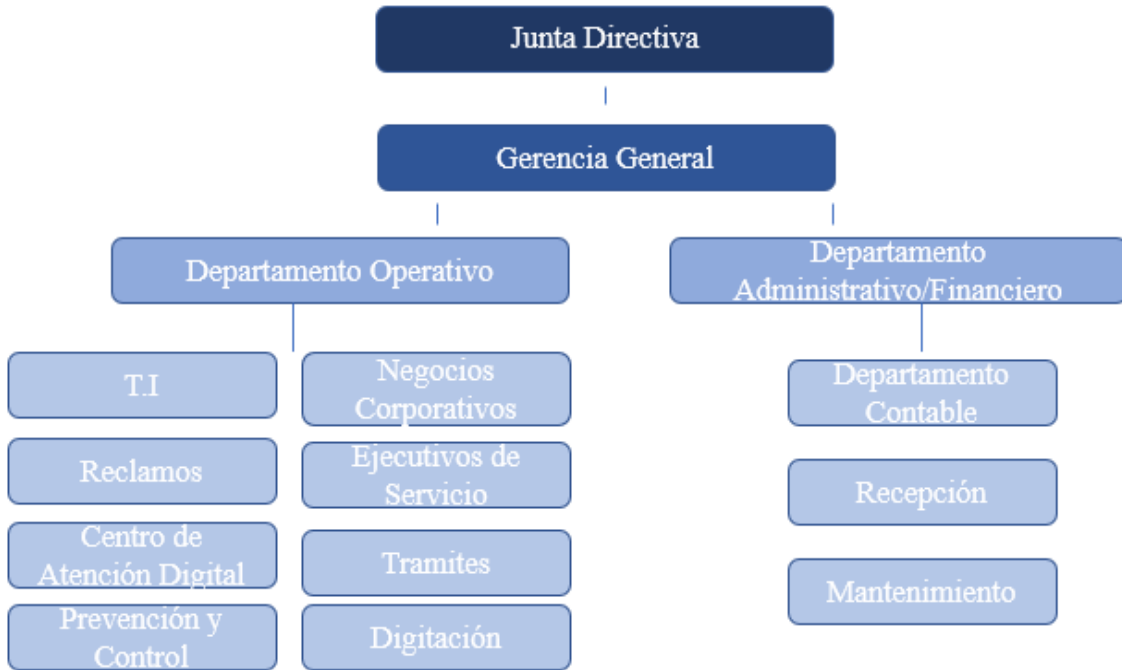 Junta Directiva
Gerencia General
Departamento Operativo
Departamento
Administrativo/Financiero
T.I
Negocios
Corporativos
Departamento
Contable
Reclamos
Ejecutivos de
Servicio
Recepción
Centro de
Atención Digital
Tramites
Mantenimiento
Prevención y
Control
Digitación